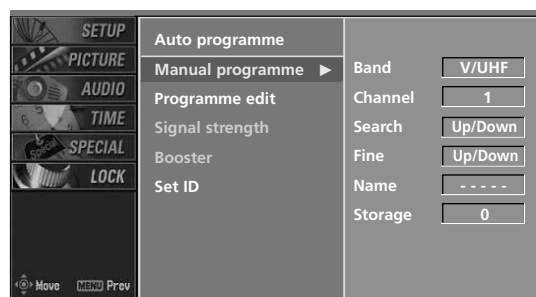 SETUP
PICTURE
AUDIO
TIME
SPECIAL
LOCK
Move MENU Prev
Auto programme
Manual programme ▶
Programme edit
Signal strength
Booster
Set ID
Band V/UHF
Channel 1
Search Up/Down
Fine Up/Down
Name - - - - -
Storage 0